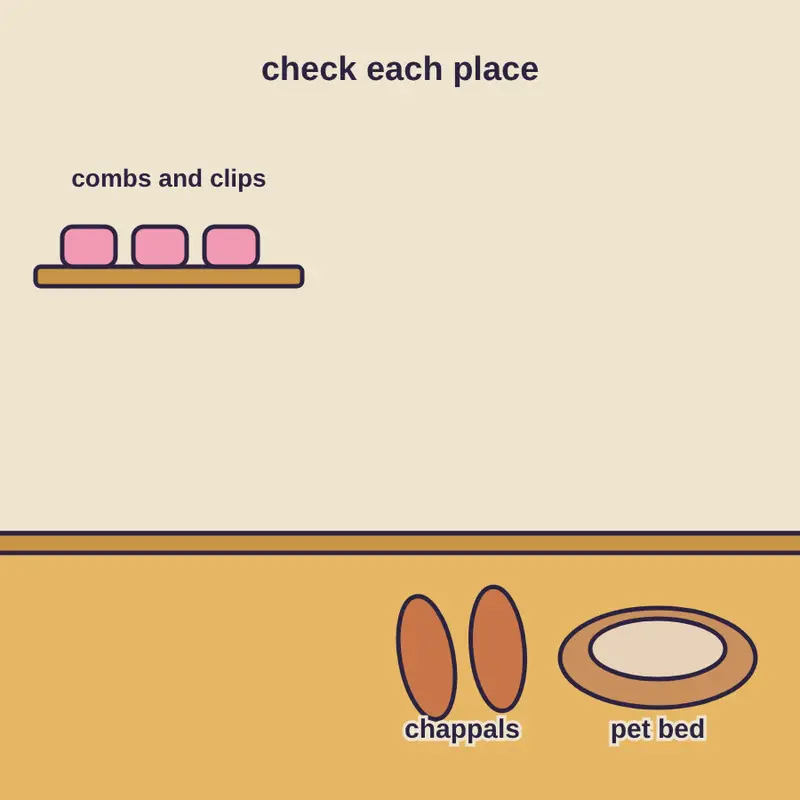 check each place
combs and clips
chappals
pet bed